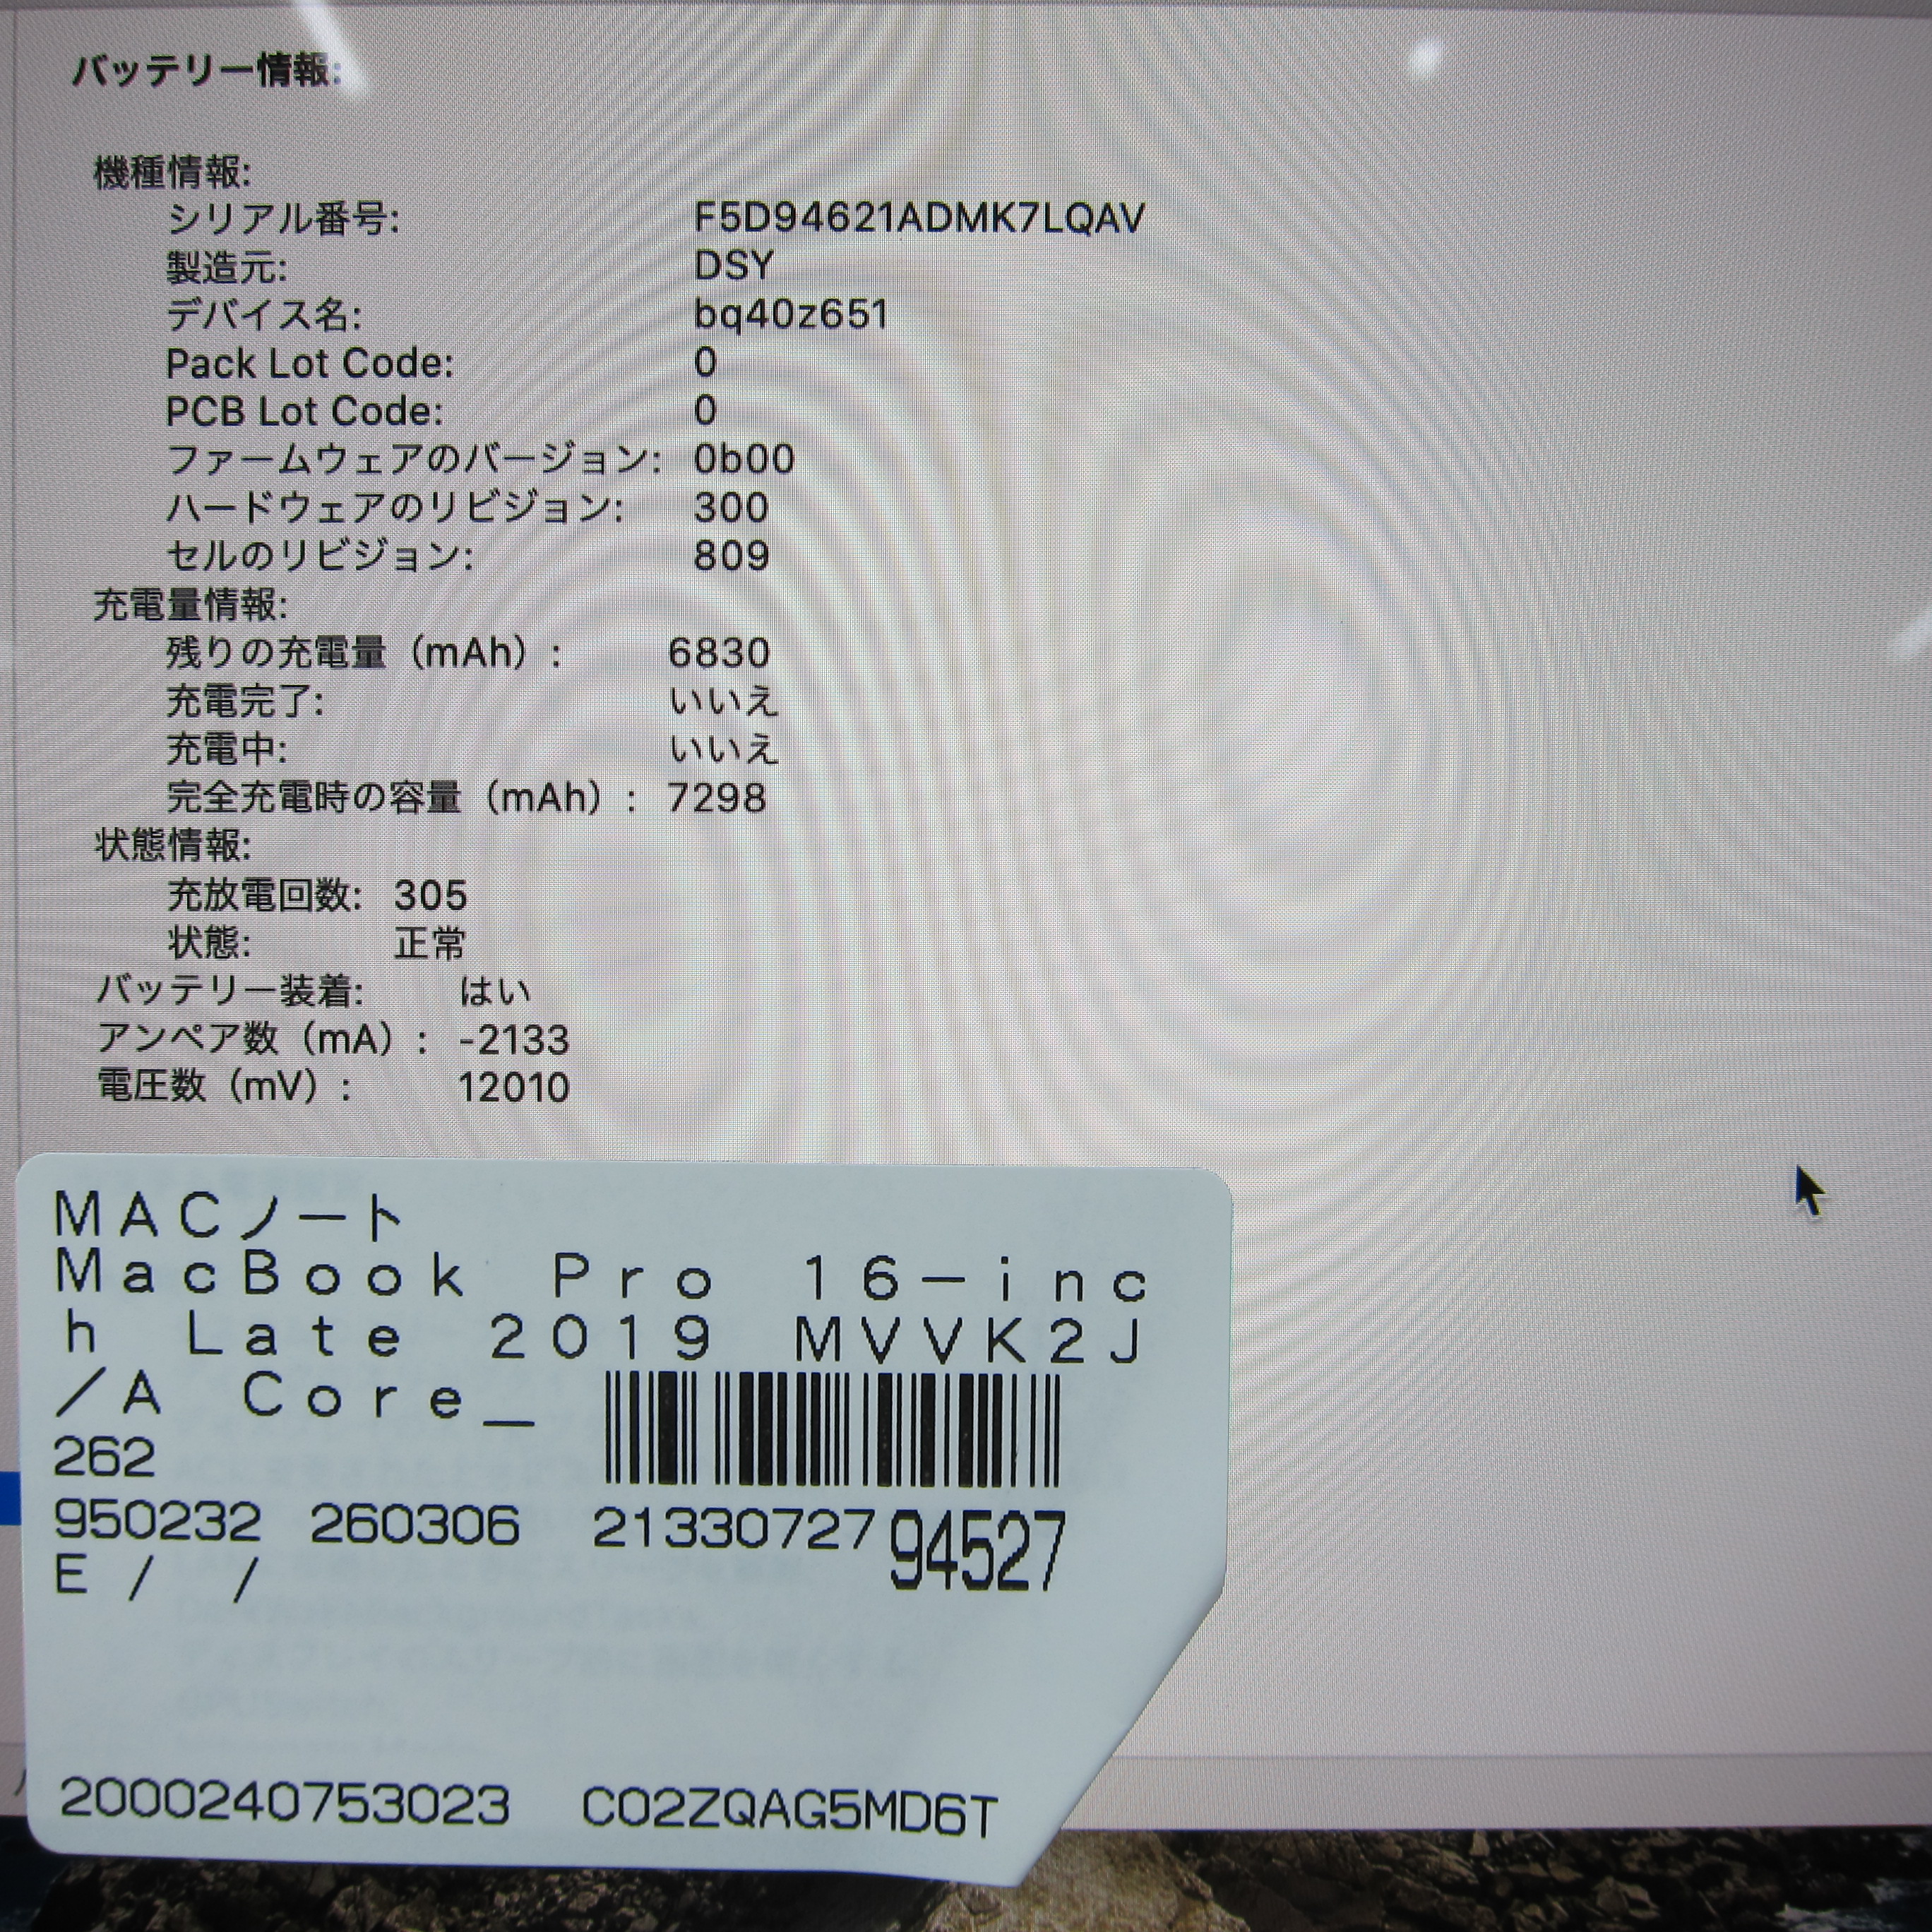 バッテリー情報:
機種情報:
シリアル番号: F5D94621ADMK7LQAV
製造元: DSY
デバイス名: bq40z651
Pack Lot Code: 0
PCB Lot Code: 0
ファームウェアのバージョン: 0b00
ハードウェアのリビジョン: 300
セルのリビジョン: 809
充電量情報:
残りの充電量（mAh）: 6830
充電完了: いいえ
充電中: いいえ
完全充電時の容量（mAh）: 7298
状態情報:
充放電回数: 305
状態: 正常
バッテリー装着: はい
アンペア数（mA）: -2133
電圧数（mV）: 12010
MACノート
MacBook Pro 16-inc
h Late 2019 MVVK2J
/A Core_
262
950232 260306 21330727 94527
E / /
2000240753023 C02ZQAG5MD6T